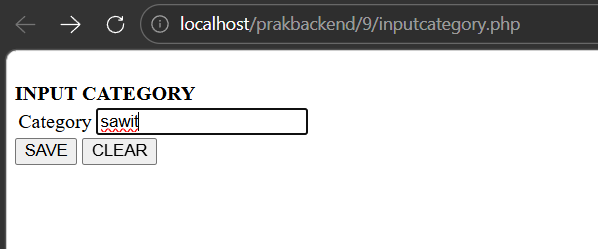 localhost/prakbackend/9/inputcategory.php
INPUT CATEGORY
Category sawit
SAVE CLEAR